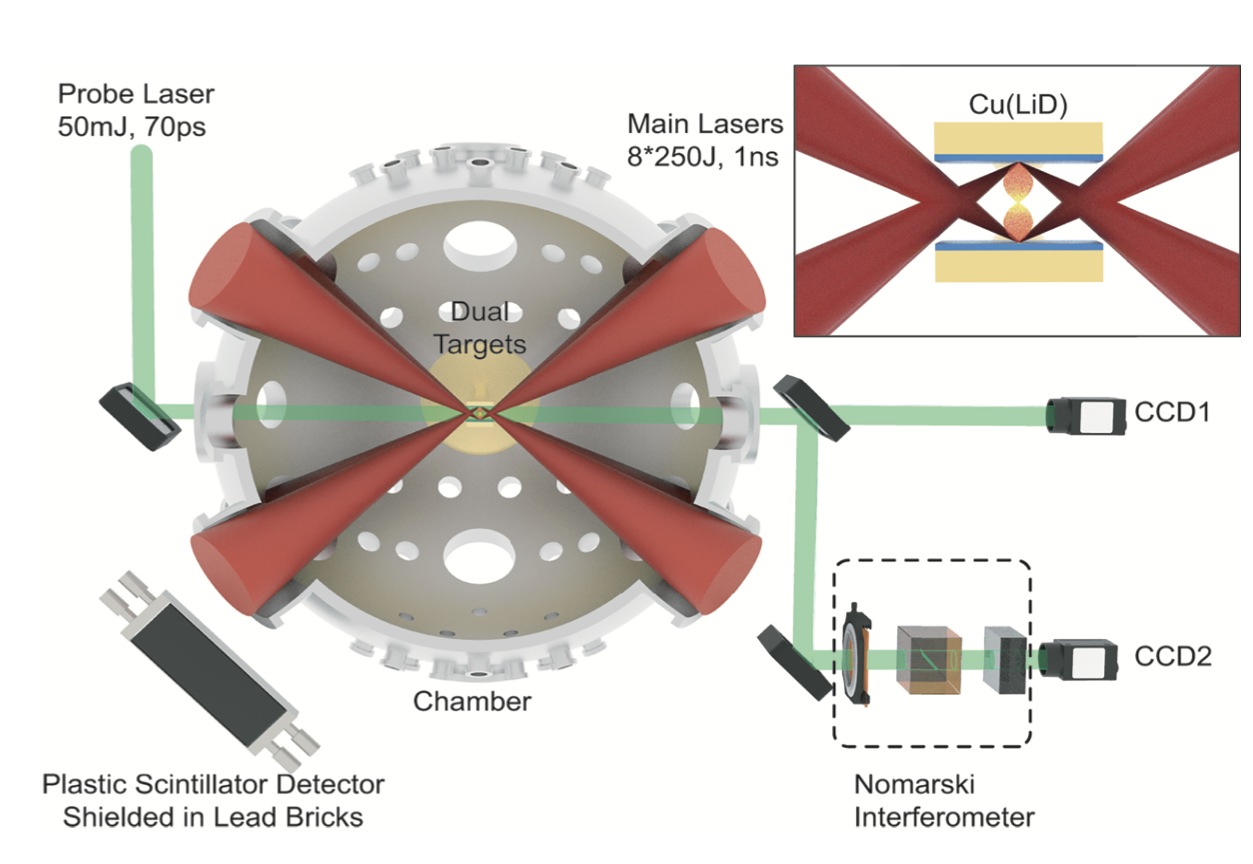 Probe Laser
50mJ, 70ps
Main Lasers
8*250J, 1ns
Cu(LiD)
Dual
Targets
CCD1
CCD2
Chamber
Plastic Scintillator Detector
Shielded in Lead Bricks
Nomarski
Interferometer